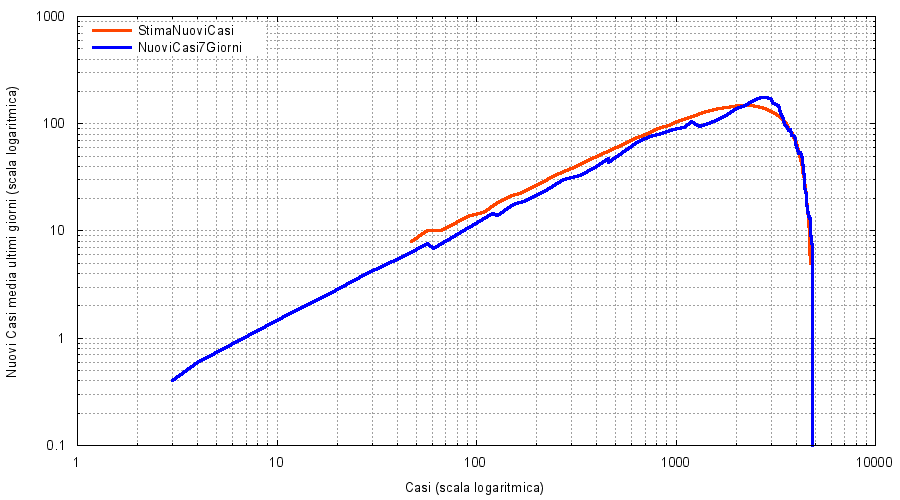 1000
100
10
1
0.1
Nuovi Casi media ultimi giorni (scala logaritmica)
StimaNuoviCasi
NuoviCasi7Giorni
1 10 100 1000 10000
Casi (scala logaritmica)